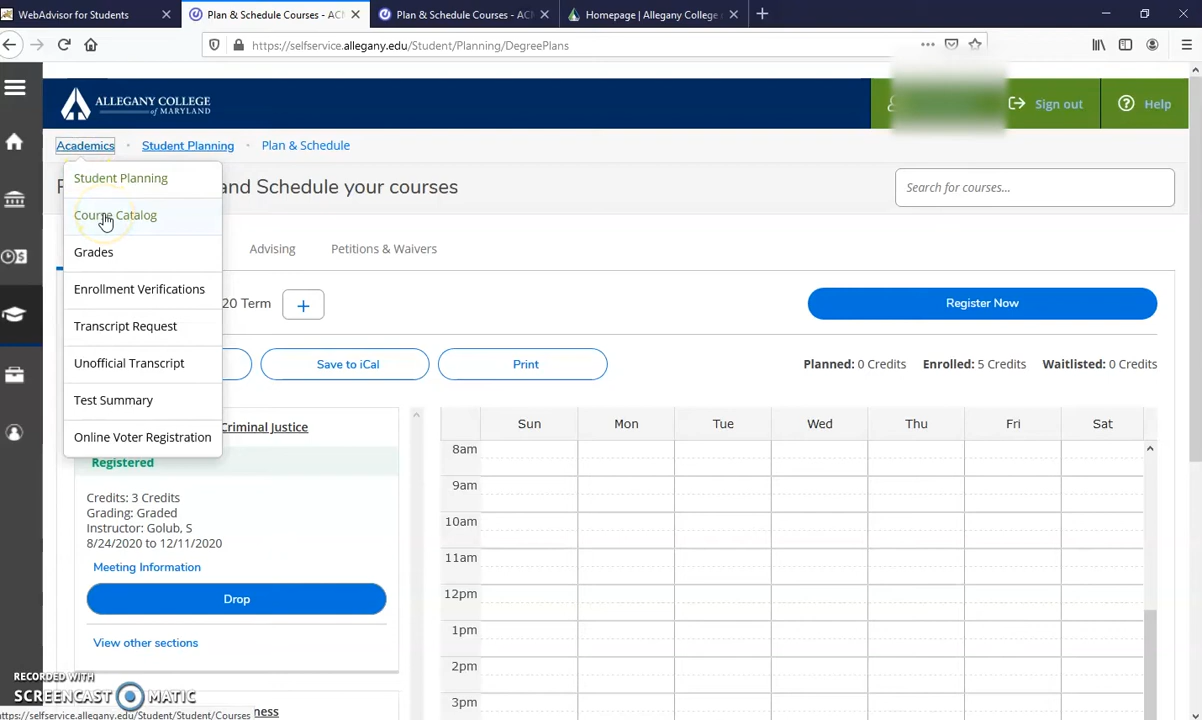 WebAdvisor for Students
Plan & Schedule Courses - ACM
Plan & Schedule Courses - ACM
Homepage | Allegany College
https://selfservice.allegany.edu/Student/Planning/DegreePlans
ALLEGANY COLLEGE
of MARYLAND
Sign out
Help
Academics
Student Planning
Plan & Schedule
and Schedule your courses
Search for courses...
Student Planning
Course Catalog
Grades
Enrollment Verifications
Transcript Request
Unofficial Transcript
Test Summary
Online Voter Registration
Advising
Petitions & Waivers
20 Term
Register Now
Save to iCal
Print
Planned: 0 Credits
Enrolled: 5 Credits
Waitlisted: 0 Credits
Criminal Justice
Registered
Credits: 3 Credits
Grading: Graded
Instructor: Golub, S
8/24/2020 to 12/11/2020
Meeting Information
Drop
View other sections
Sun Mon Tue Wed Thu Fri Sat
8am
9am
10am
11am
12pm
1pm
2pm
3pm
RECORDED WITH
SCREENCAST MATIC
https://selfservice.allegany.edu/Student/Student/Courses
ness